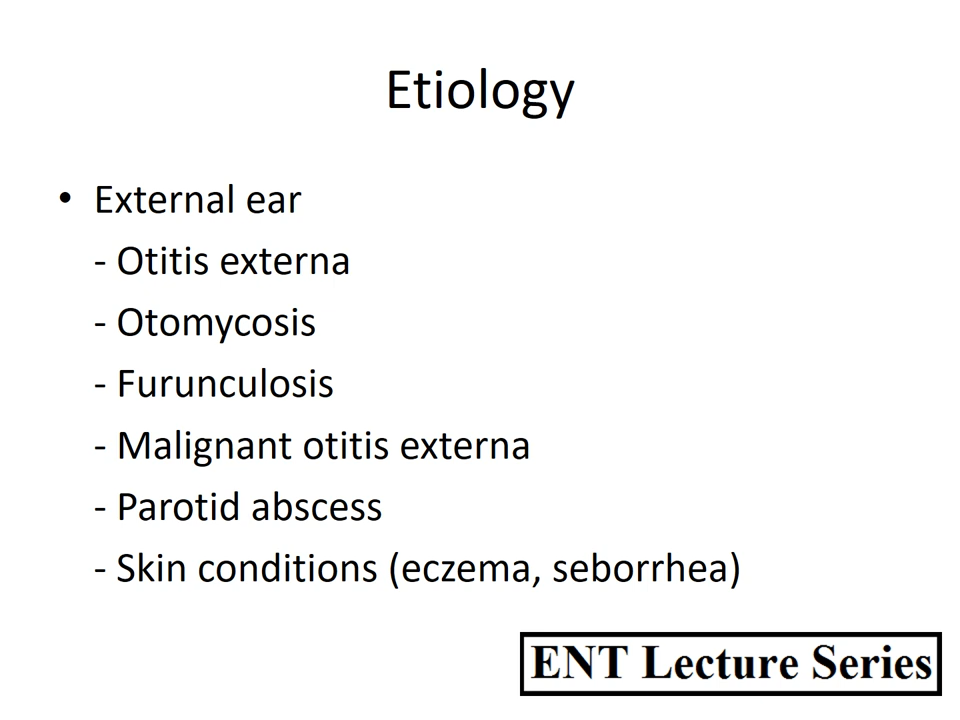 Etiology
• External ear
- Otitis externa
- Otomycosis
- Furunculosis
- Malignant otitis externa
- Parotid abscess
- Skin conditions (eczema, seborrhea)
ENT Lecture Series